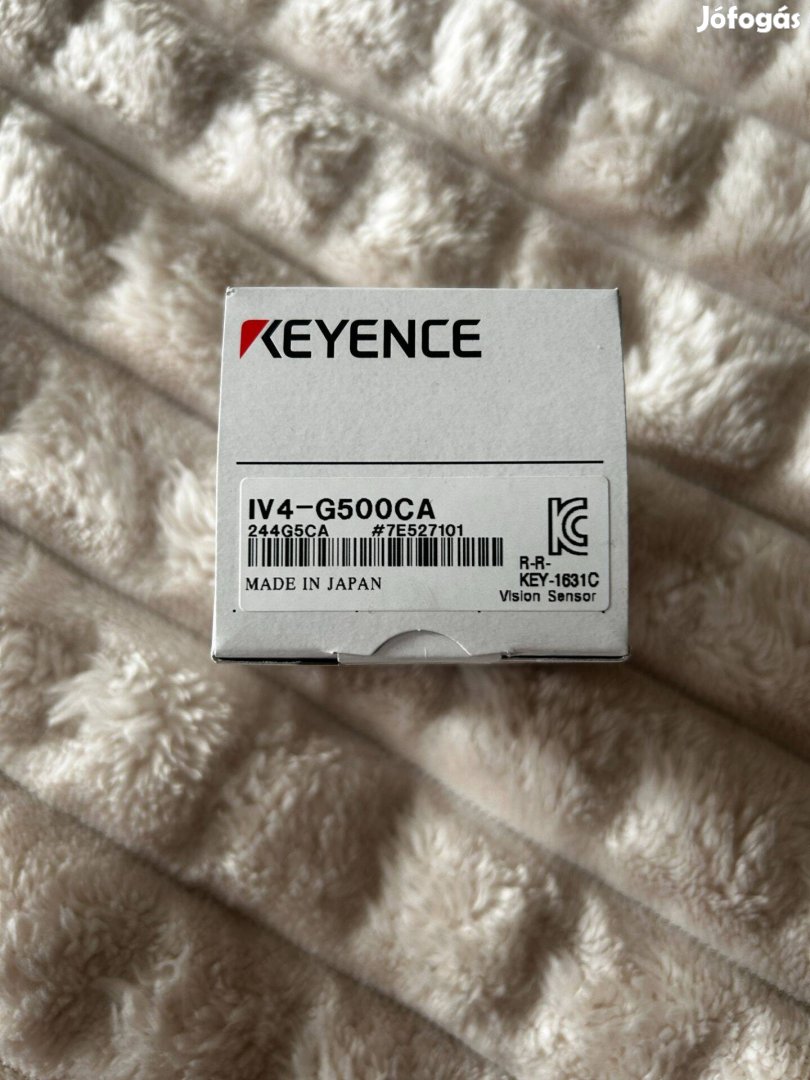 Jófogás
KEYENCE
IV4-G500CA
244G5CA #7E527101
MADE IN JAPAN
R-R-
KEY-1631C
Vision Sensor